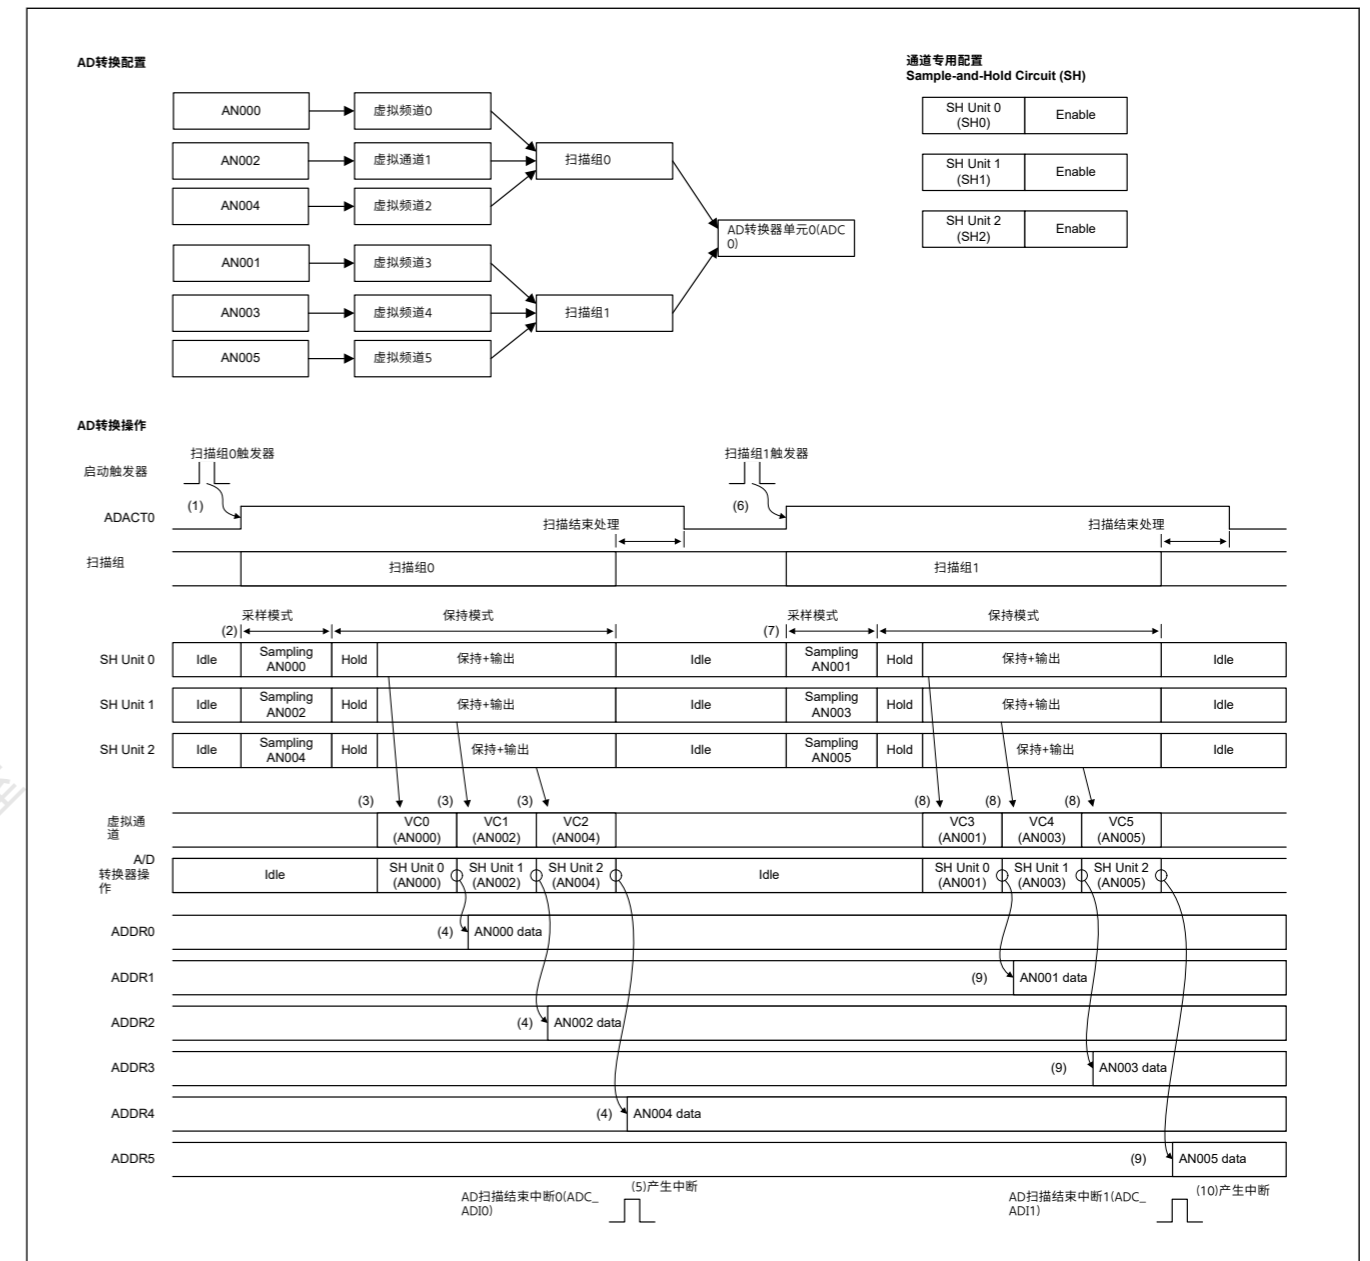 AD转换配置
通道专用配置
Sample-and-Hold Circuit (SH)
AN000
虚拟频道0
AN002
虚拟通道1
扫描组0
AN004
虚拟频道2
AD转换器单元0(ADC
0)
AN001
虚拟频道3
AN003
虚拟频道4
扫描组1
AN005
虚拟频道5
SH Unit 0
(SH0)
Enable
SH Unit 1
(SH1)
Enable
SH Unit 2
(SH2)
Enable
AD转换操作
扫描组0触发器
扫描组1触发器
启动触发器
(1)
(6)
ADACT0
扫描结束处理
扫描结束处理
扫描组
扫描组0
扫描组1
采样模式
保持模式
采样模式
保持模式
(2)
(7)
SH Unit 0
Idle
Sampling
AN000
Hold
保持+输出
Idle
Sampling
AN001
Hold
保持+输出
Idle
SH Unit 1
Idle
Sampling
AN002
Hold
保持+输出
Idle
Sampling
AN003
Hold
保持+输出
Idle
SH Unit 2
Idle
Sampling
AN004
Hold
保持+输出
Idle
Sampling
AN005
Hold
保持+输出
Idle
(3)
(3)
(3)
(8)
(8)
(8)
虚拟通
道
VC0
(AN000)
VC1
(AN002)
VC2
(AN004)
VC3
(AN001)
VC4
(AN003)
VC5
(AN005)
A/D
转换器操
作
Idle
SH Unit 0
(AN000)
SH Unit 1
(AN002)
SH Unit 2
(AN004)
Idle
SH Unit 0
(AN001)
SH Unit 1
(AN003)
SH Unit 2
(AN005)
ADDR0
(4)
AN000 data
ADDR1
(9)
AN001 data
ADDR2
(4)
AN002 data
ADDR3
(9)
AN003 data
ADDR4
(4)
AN004 data
ADDR5
(9)
AN005 data
AD扫描结束中断0(ADC_
ADI0)
(5)产生中断
AD扫描结束中断1(ADC_
ADI1)
(10)产生中断